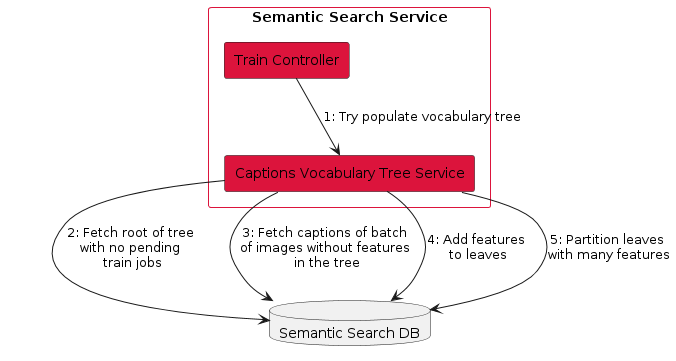 Semantic Search Service
Train Controller
1: Try populate vocabulary tree
Captions Vocabulary Tree Service
2: Fetch root of tree
with no pending
train jobs
3: Fetch captions of batch
of images without features
in the tree
4: Add features
to leaves
5: Partition leaves
with many features
Semantic Search DB